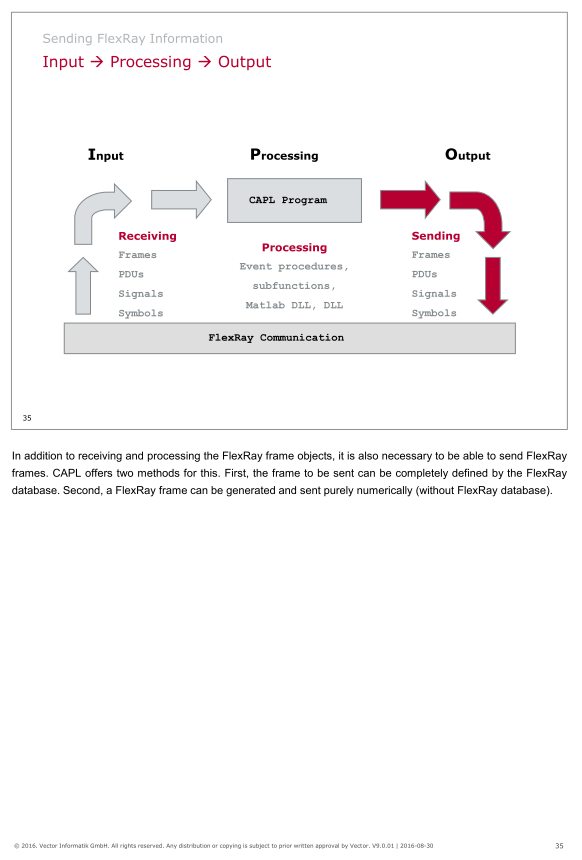 Sending FlexRay Information
Input → Processing → Output
Input
Processing
Output
CAPL Program
Receiving
Frames
PDUs
Signals
Symbols
Processing
Event procedures,
subfunctions,
Matlab DLL, DLL
Sending
Frames
PDUs
Signals
Symbols
FlexRay Communication
35
In addition to receiving and processing the FlexRay frame objects, it is also necessary to be able to send FlexRay
frames. CAPL offers two methods for this. First, the frame to be sent can be completely defined by the FlexRay
database. Second, a FlexRay frame can be generated and sent purely numerically (without FlexRay database).
© 2016. Vector Informatik GmbH. All rights reserved. Any distribution or copying is subject to prior written approval by Vector. V9.0.01 | 2016-08-30
35